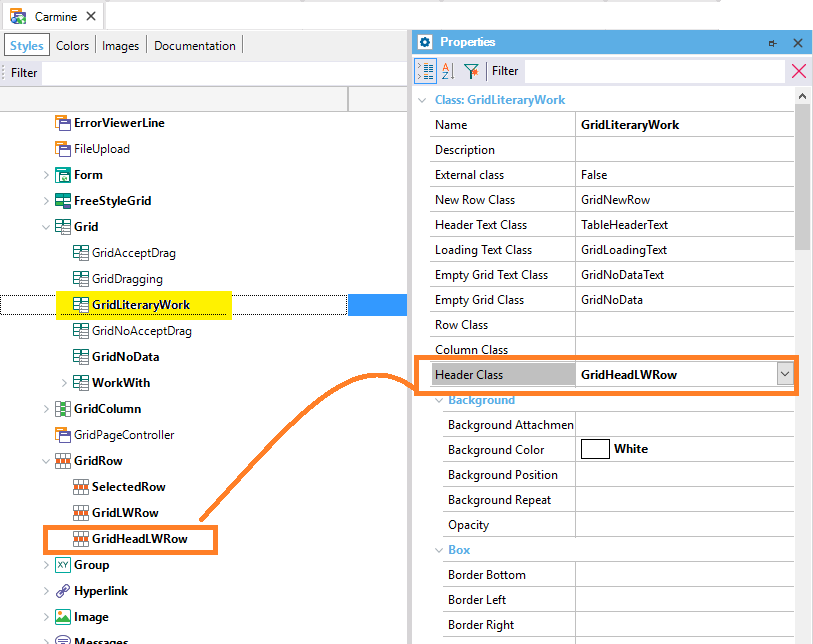 Carmine
Styles Colors Images Documentation
Filter
ErrorViewerLine
FileUpload
Form
FreeStyleGrid
Grid
GridAcceptDrag
GridDragging
GridLiteraryWork
GridNoAcceptDrag
GridNoData
WorkWith
GridColumn
GridPageController
GridRow
SelectedRow
GridLWRow
GridHeadLWRow
Group
Hyperlink
Image
Messages
Properties
Filter
Class: GridLiteraryWork
Name GridLiteraryWork
Description
External class False
New Row Class GridNewRow
Header Text Class TableHeaderText
Loading Text Class GridLoadingText
Empty Grid Text Class GridNoDataText
Empty Grid Class GridNoData
Row Class
Column Class
Header Class GridHeadLWRow
Background
Background Attachmen
Background Color White
Background Position
Background Repeat
Opacity
Box
Border Bottom
Border Left
Border Right